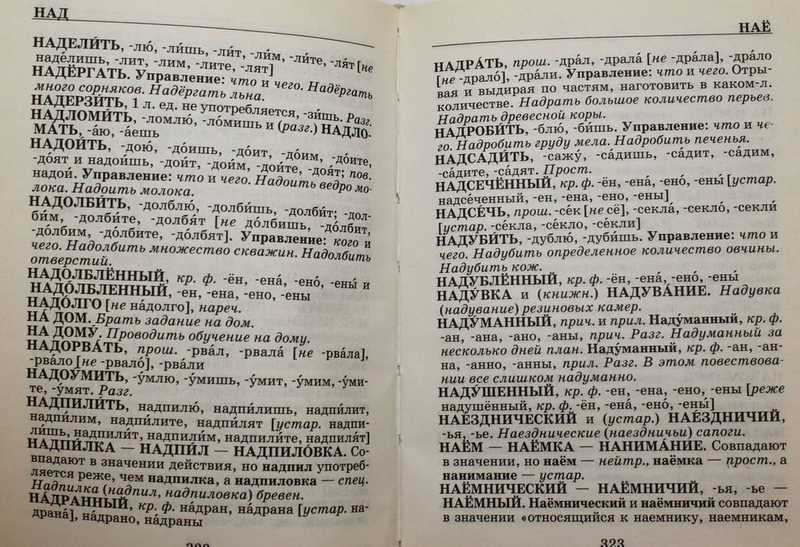 НАД
НАДЕЛИ́ТЬ, -лю́, -ли́шь, -ли́т, -ли́м, -ли́те, -ля́т [не
наде́лишь, -лит, -лим, -лите, -лят]
НАДЁРГАТЬ. Управление: что и чего. Надёргать
много сорняков. Надёргать льна.
НАДЕРЗИ́ТЬ, 1 л. ед. не употребляется, -зи́шь. Разг.
НАДЛОМИ́ТЬ, -ломлю́, -ло́мишь и (разг.) НАДЛО́-
МАТЬ, -аю, -аешь
НАДОИ́ТЬ, -дою́, -до́ишь, -до́ит, -до́им, -до́ите,
-до́ят и надои́шь, -дои́т, -дои́м, -дои́те, -доя́т; пов.
надои́. Управление: что и чего. Надоить ведро мо-
лока. Надоить молока.
НАДОЛБИ́ТЬ, -долблю́, -долби́шь, -долби́т; -дол-
би́м, -долби́те, -долбя́т [не до́лбишь, -до́лбит,
-до́лбим, -до́лбите, -до́лбят]. Управление: кого и
чего. Надолбить множество скважин. Надолбить
отверстий.
НАДОЛБЛЁННЫЙ, кр. ф. -ён, -ена́, -ено́, -ены́ и
НАДО́ЛБЛЕННЫЙ, -ен, -ена, -ено, -ены
НАДО́ЛГО [не на́долго], нареч.
НА́ ДОМ. Брать задание на дом.
НА ДОМУ́. Проводить обучение на дому.
НАДОРВА́ТЬ, прош. -рва́л, -рвала́ [не -рва́ла],
-рва́ло [не -рвало́], -рва́ли
НАДОУ́МИТЬ, -у́млю, -у́мишь, -у́мит, -у́мим, -у́ми-
те, -у́мят. Разг.
НАДПИЛИ́ТЬ, надпилю́, надпи́лишь, надпи́лит,
надпи́лим, надпи́лите, надпи́лят [устар. надпи-
ли́шь, надпили́т, надпили́м, надпили́те, надпиля́т]
НАДПИ́ЛКА — НАДПИ́Л — НАДПИЛО́ВКА. Со-
впадают в значении действия, но надпил употреб-
ляется реже, чем надпилка, а надпиловка — спец.
Надпилка (надпил, надпиловка) бревен.
НА́ДРАННЫЙ, кр. ф. на́дран, на́драна [устар. на-
драна́], на́драно, на́драны
НАЁ
НАДРА́ТЬ, прош. -дра́л, -драла́ [не -дра́ла], -дра́ло
[не -драло́], -дра́ли. Управление: что и чего. Отры-
вая и выдирая по частям, наготовить в каком-л.
количестве. Надрать большое количество перьев.
Надрать древесной коры.
НАДРОБИ́ТЬ, -блю́, -би́шь. Управление: что и че-
го. Надробить груду мела. Надробить печенья.
НАДСАДИ́ТЬ, -сажу́, -са́дишь, -са́дит, -са́дим,
-са́дите, -са́дят. Прост.
НАДСЕЧЁННЫЙ, кр. ф. -ён, -ена́, -ено́, -ены́ [устар.
надсе́ченный, -ен, -ена, -ено, -ены]
НАДСЕ́ЧЬ, прош. -се́к [не сё], -секла́, -секло́, -секли́
[устар. -се́кла, -се́кло, -се́кли]
НАДУБИ́ТЬ, -дублю́, -дуби́шь. Управление: что и
чего. Надубить определенное количество овчины.
Надубить кож.
НАДУБЛЁННЫЙ, кр. ф. -ён, -ена́, -ено́, -ены́
НАДУ́ВКА и (книжн.) НАДУВА́НИЕ. Надувка
(надувание) резиновых камер.
НАДУ́МАННЫЙ, прич. и прил. Наду́манный, кр. ф.
-ан, -ана, -ано, -аны, прич. Разг. Надуманный за
несколько дней план. Наду́манный, кр. ф. -ан, -ан-
на, -анно, -анны, прил. Разг. В этом повествова-
нии все слишком надуманно.
НАДУ́ШЕННЫЙ, кр. ф. -ен, -ена, -ено, -ены [реже
надушённый, кр. ф. -ён, -ена́, -ено́, -ены́]
НАЕ́ЗДНИЧЕСКИЙ и (устар.) НАЕ́ЗДНИЧИЙ,
-ья, -ье. Наезднические (наездничьи) сапоги.
НАЁМ — НАЁМКА — НАНИМА́НИЕ. Совпадают
в значении, но наём — нейтр., наёмка — прост., а
нанимание — устар.
НАЁМНИЧЕСКИЙ — НАЁМНИЧИЙ, -ья, -ье —
НАЁМНЫЙ. Наёмнический и наёмничий совпадают
в значении «относящийся к наемнику, наемникам,
323